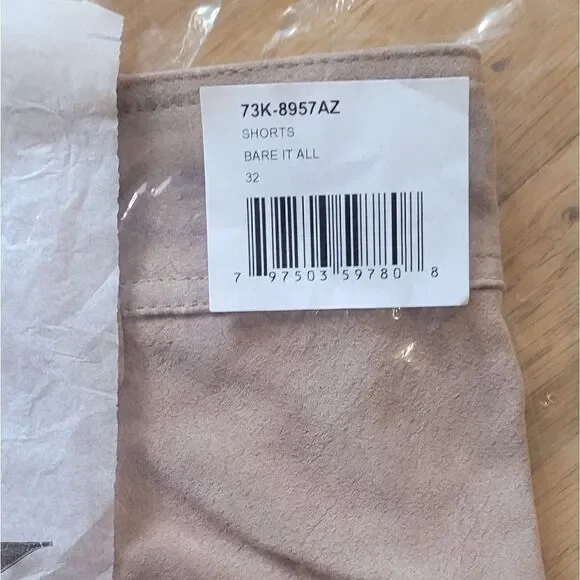 73K-8957AZ
SHORTS
BARE IT ALL
32
7 97503 59780 8